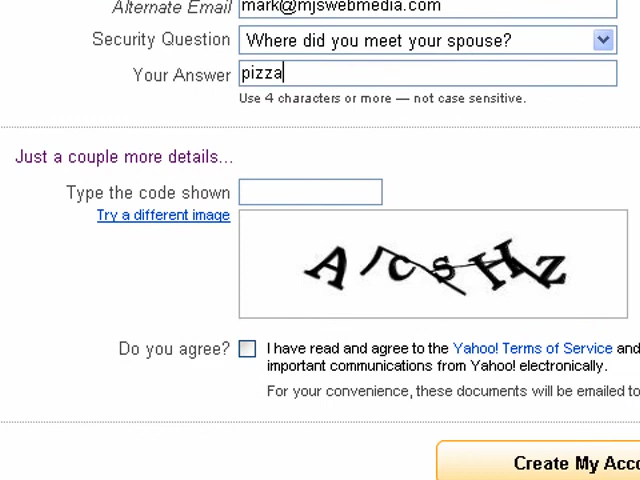 Alternate Email mark@mjswebmedia.com
Security Question Where did you meet your spouse?
Your Answer pizza
Use 4 characters or more — not case sensitive.
Just a couple more details...
Type the code shown
Try a different image
AcsHz
Do you agree? I have read and agree to the Yahoo! Terms of Service and
important communications from Yahoo! electronically.
For your convenience, these documents will be emailed to
Create My Acco